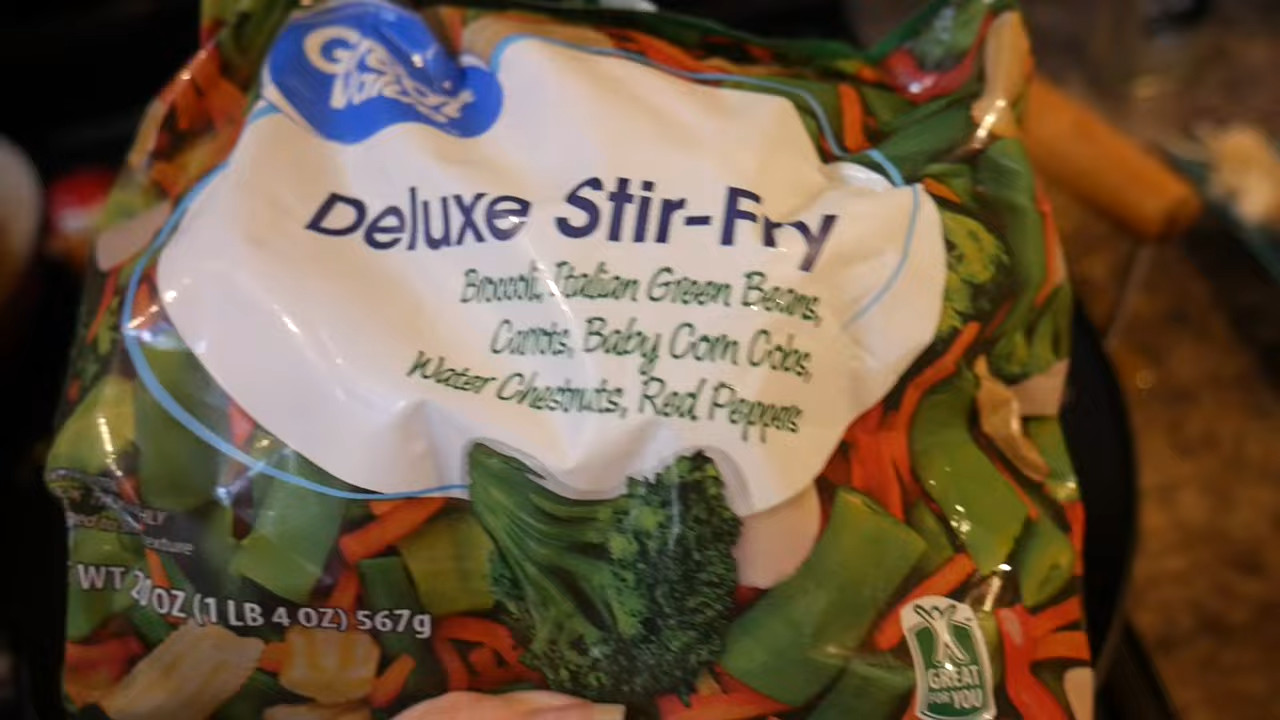 Great
Value
Deluxe Stir-Fry
Broccoli, Italian Green Beans,
Carrots, Baby Corn Cobs,
Water Chestnuts, Red Peppers
WT 20 OZ (1 LB 4 OZ) 567g
GREAT
FOR YOU